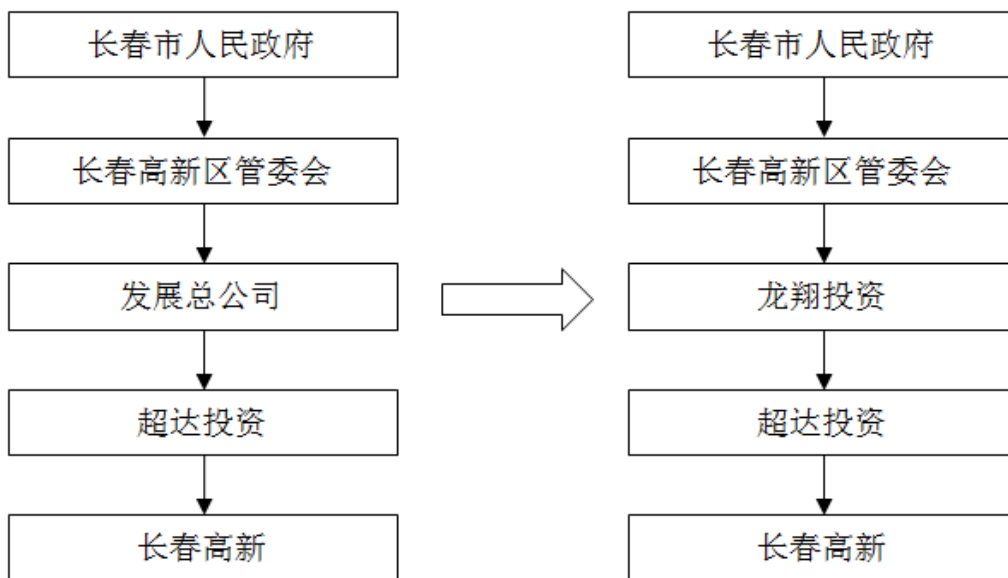 长春市人民政府
长春高新区管委会
发展总公司
超达投资
长春高新
长春市人民政府
长春高新区管委会
龙翔投资
超达投资
长春高新